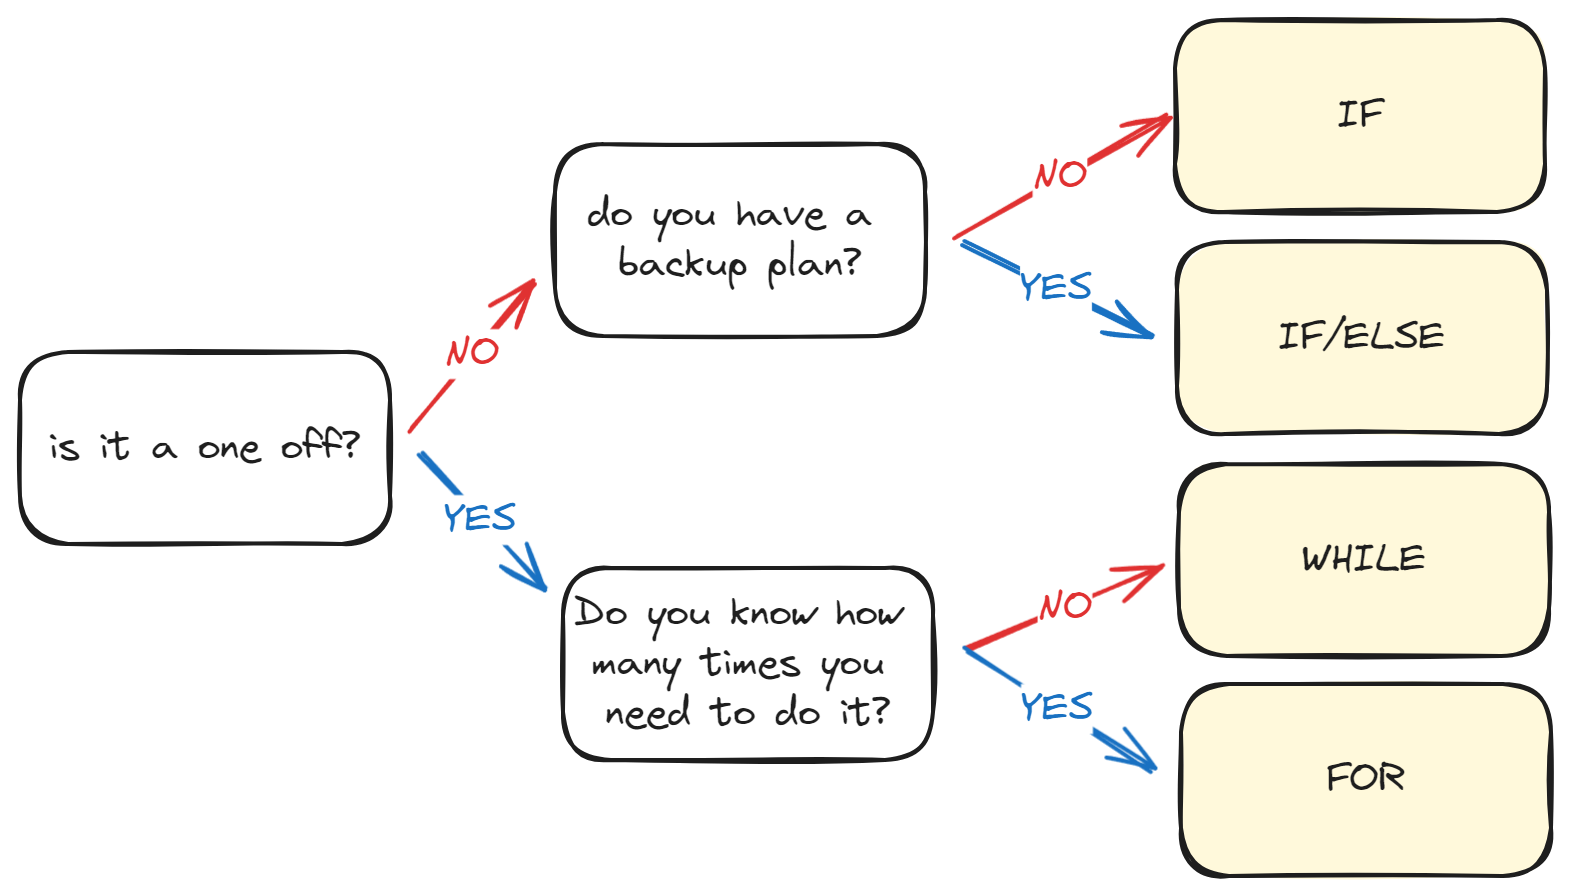 is it a one off?
NO
YES
do you have a
backup plan?
Do you know how
many times you
need to do it?
NO
YES
NO
YES
IF
IF/ELSE
WHILE
FOR